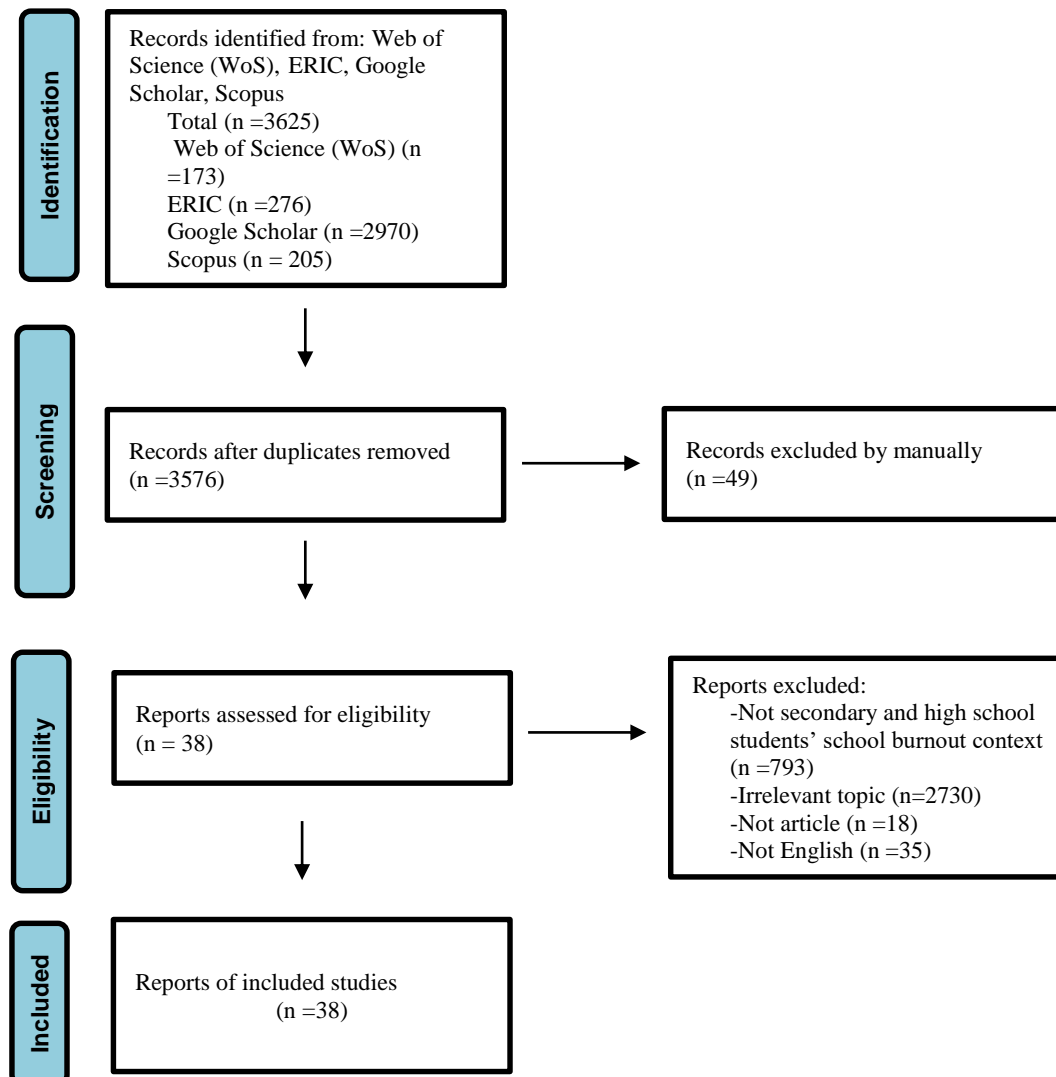 Identification
Records identified from: Web of
Science (WoS), ERIC, Google
Scholar, Scopus
Total (n =3625)
Web of Science (WoS) (n
=173)
ERIC (n =276)
Google Scholar (n =2970)
Scopus (n = 205)
Screening
Records after duplicates removed
(n =3576)
Records excluded by manually
(n =49)
Eligibility
Reports assessed for eligibility
(n = 38)
Reports excluded:
-Not secondary and high school
students’ school burnout context
(n =793)
-Irrelevant topic (n=2730)
-Not article (n =18)
-Not English (n =35)
Included
Reports of included studies
(n =38)